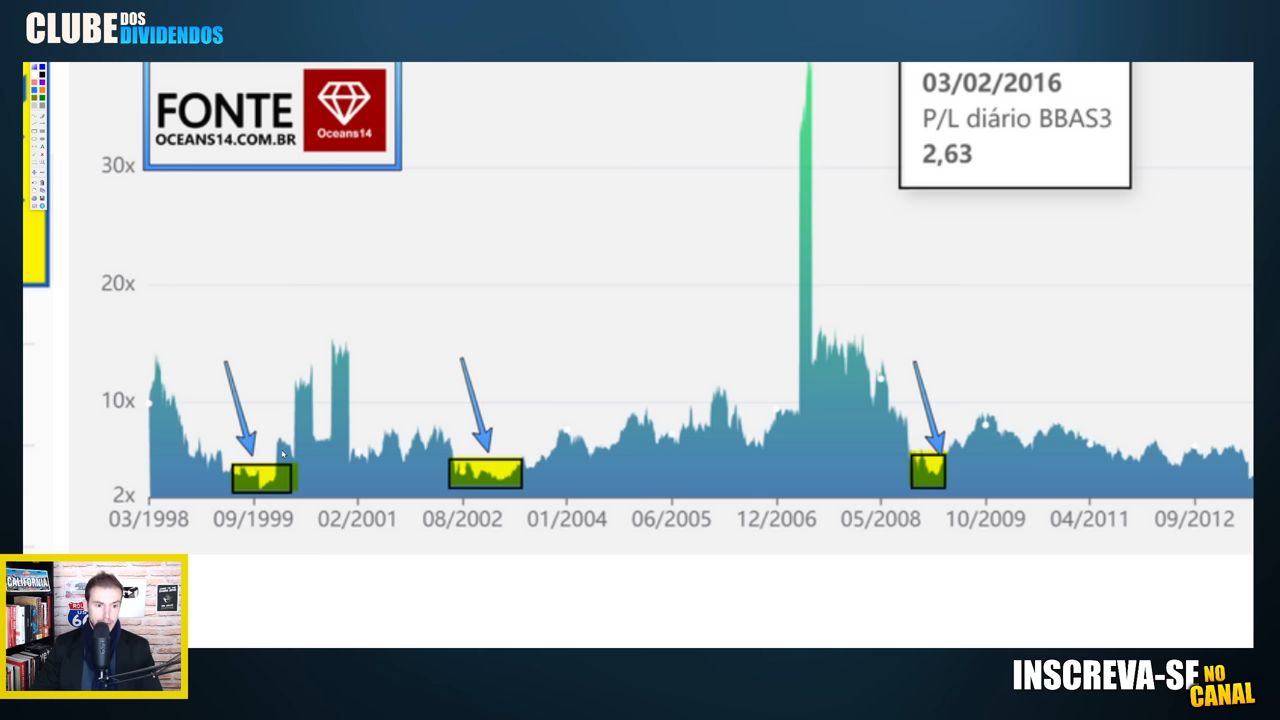 CLUBE DOS DIVIDENDOS
FONTE
OCEANS14.COM.BR
Oceans14
03/02/2016
P/L diário BBAS3
2,63
30x
20x
10x
2x
03/1998 09/1999 02/2001 08/2002 01/2004 06/2005 12/2006 05/2008 10/2009 04/2011 09/2012
CALIFORNIA
INSCREVA-SE NO CANAL